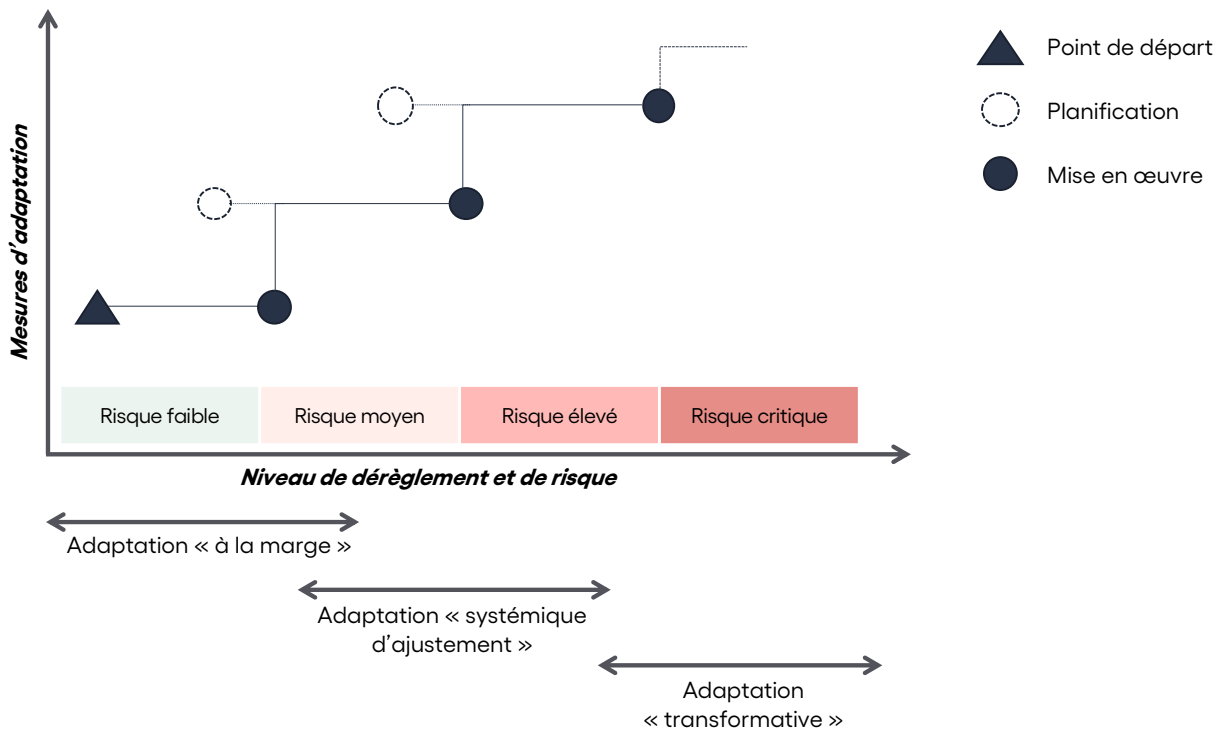 Mesures d'adaptation
Point de départ
Planification
Mise en œuvre
Risque faible
Risque moyen
Risque élevé
Risque critique
Niveau de dérèglement et de risque
Adaptation « à la marge »
Adaptation « systémique
d'ajustement »
Adaptation
« transformative »